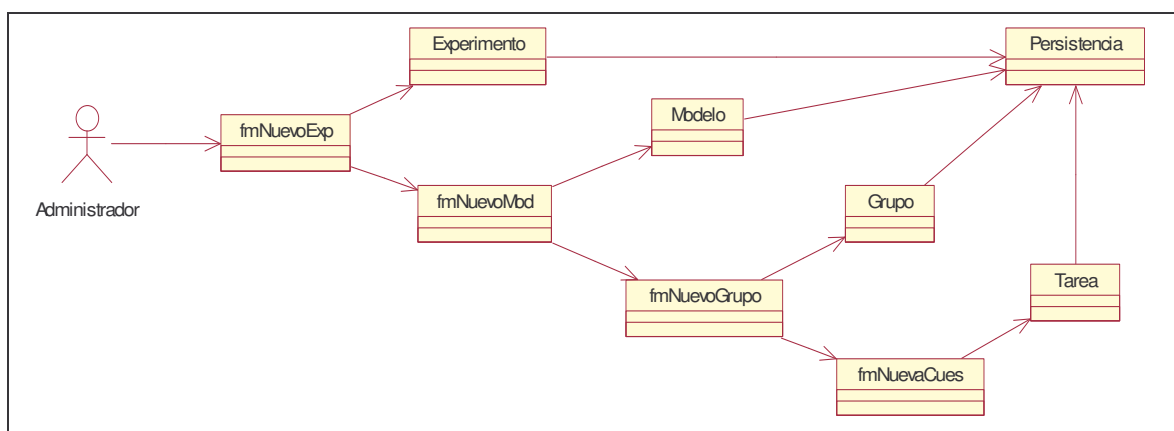 Experimento
Persistencia
Modelo
fmNuevoExp
fmNuevoMod
Grupo
Administrador
fmNuevoGrupo
Tarea
fmNuevaCues